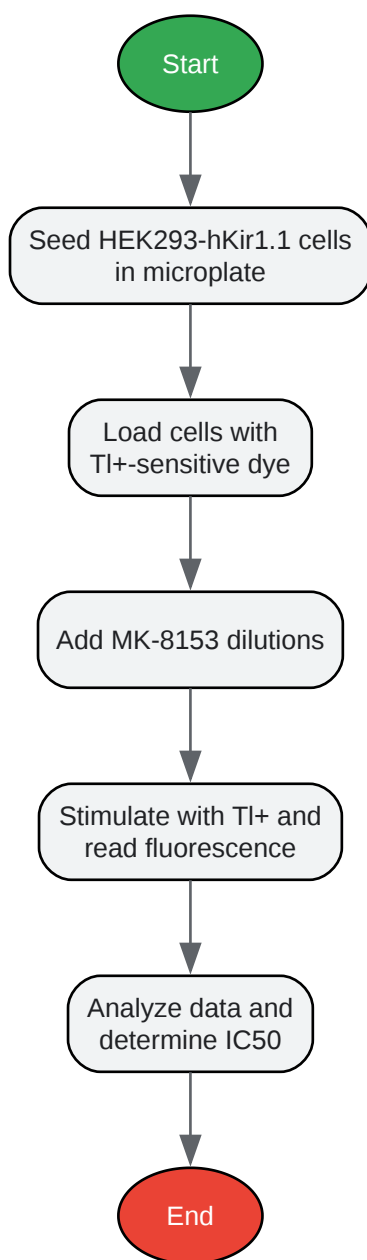 Start
Seed HEK293-hKir1.1 cells
in microplate
Load cells with
Tl+-sensitive dye
Add MK-8153 dilutions
Stimulate with Tl+ and
read fluorescence
Analyze data and
determine IC50
End